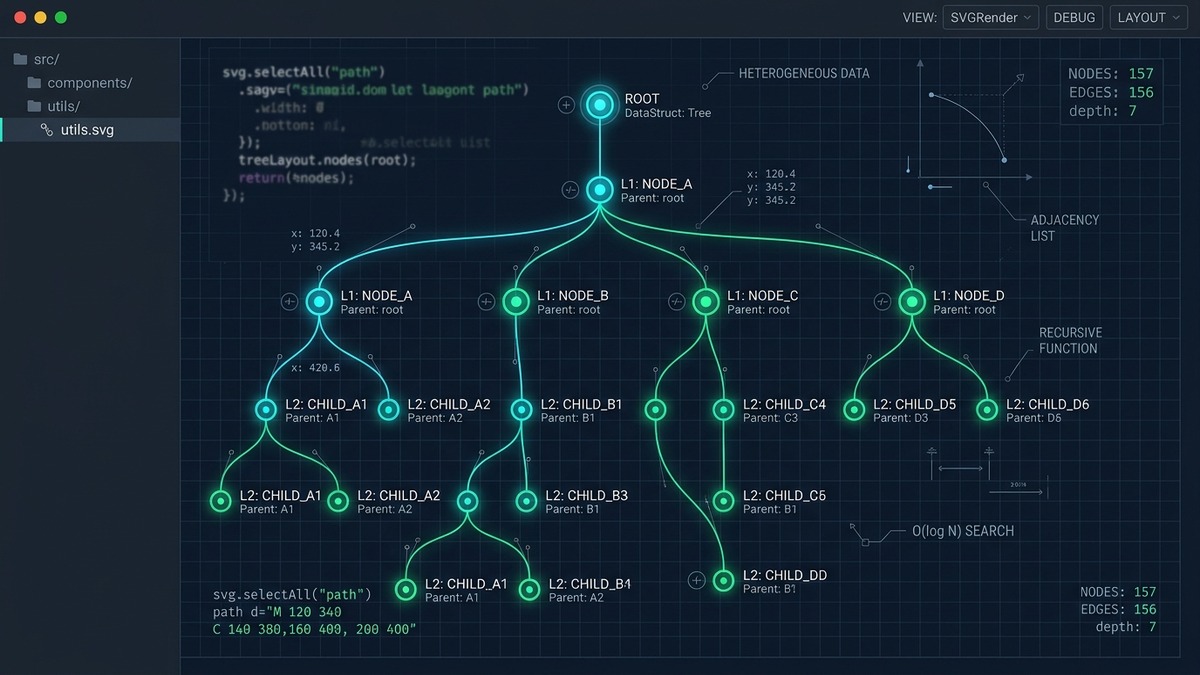 VIEW:
SVGRender
DEBUG
LAYOUT
src/
components/
utils/
utils.svg
svg.selectAll("path")
path")
.width:
});
treeLayout.nodes(root);
return(
});
ROOT
DataStruct: Tree
HETEROGENEOUS DATA
NODES: 157
EDGES: 156
depth: 7
L1: NODE_A
Parent: root
x: 120.4
y: 345.2
y: 345.2
ADJACENCY
LIST
x: 120.4
y: 345.2
L1: NODE_A
Parent: root
L1: NODE_B
Parent: root
L1: NODE_C
Parent: root
L1: NODE_D
Parent: root
RECURSIVE
FUNCTION
x: 420.6
L2: CHILD_A1
Parent: A1
L2: CHILD_A2
Parent: A2
L2: CHILD_B1
Parent: B1
L2: CHILD_C4
Parent: C3
L2: CHILD_D5
Parent: D3
L2: CHILD_D6
Parent: D6
L2: CHILD_A1
Parent: A1
L2: CHILD_A2
Parent: A2
L2: CHILD_B3
Parent: B1
L2: CHILD_C6
Parent: B1
O(log N) SEARCH
L2: CHILD_A1
Parent: A1
L2: CHILD_B4
Parent: A2
L2: CHILD_DD
Parent: B1
svg.selectAll("path")
path d="M 120 340
C 140 380,160 400, 200 400"
NODES: 157
EDGES: 156
depth: 7